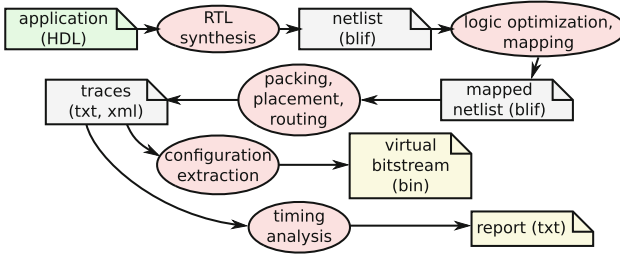 application
(HDL)
RTL
synthesis
netlist
(blif)
logic optimization,
mapping
traces
(txt, xml)
packing,
placement,
routing
mapped
netlist (blif)
configuration
extraction
virtual
bitstream
(bin)
timing
analysis
report (txt)